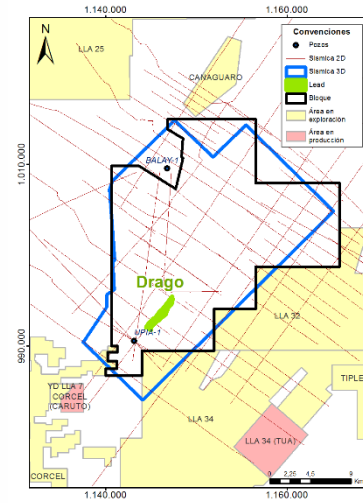 1.140.000
1.160.000
Convenciones
Pozos
Sismica 2D
Sismica 3D
Lead
Bloque
Área en
exploración
Área en
producción
N
LLA 25
CANAGUARO
1.010.000
BALAY-1
Drago
LLA 32
UPIA-1
990.000
YD LLA 7
CORCEL
(CARUTO)
TIPLE
LLA 34
LLA 34 (TUA)
CORCEL
0 2,25 4,5 9
1.140.000
1.160.000